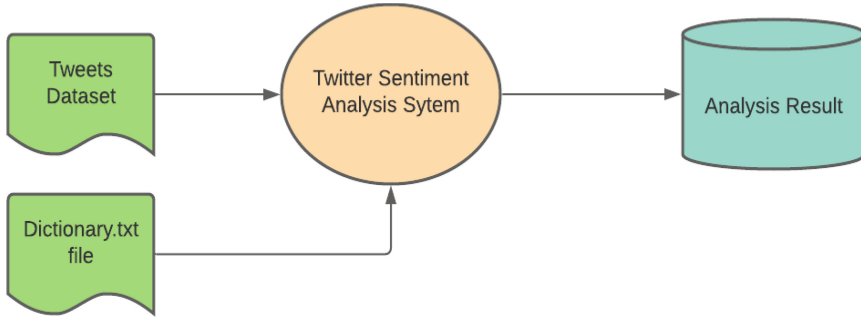 Tweets
Dataset
Twitter Sentiment
Analysis Sytem
Analysis Result
Dictionary.txt
file